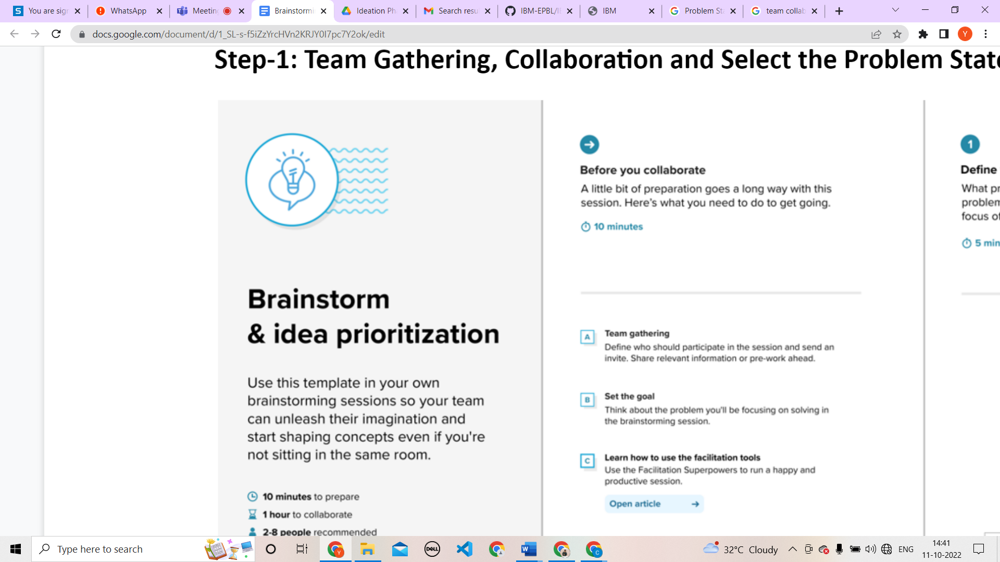 You are sign
WhatsApp
Meeting
Brainstormi
Ideation Ph
Search resu
IBM-EPBL/I
IBM
Problem Sta
team collab
docs.google.com/document/d/1_SL-s-f5iZzYrcHVn2KRJY0I7pc7Y2ok/edit
Y
Step-1: Team Gathering, Collaboration and Select the Problem State
Brainstorm
& idea prioritization
Use this template in your own
brainstorming sessions so your team
can unleash their imagination and
start shaping concepts even if you're
not sitting in the same room.
10 minutes to prepare
1 hour to collaborate
2-8 people recommended
Before you collaborate
A little bit of preparation goes a long way with this
session. Here's what you need to do to get going.
10 minutes
A
Team gathering
Define who should participate in the session and send an
invite. Share relevant information or pre-work ahead.
B
Set the goal
Think about the problem you'll be focusing on solving in
the brainstorming session.
C
Learn how to use the facilitation tools
Use the Facilitation Superpowers to run a happy and
productive session.
Open article
1
Define
What pr
problem
focus of
5 min
Type here to search
DELL
32°C Cloudy
ENG
14:41
11-10-2022